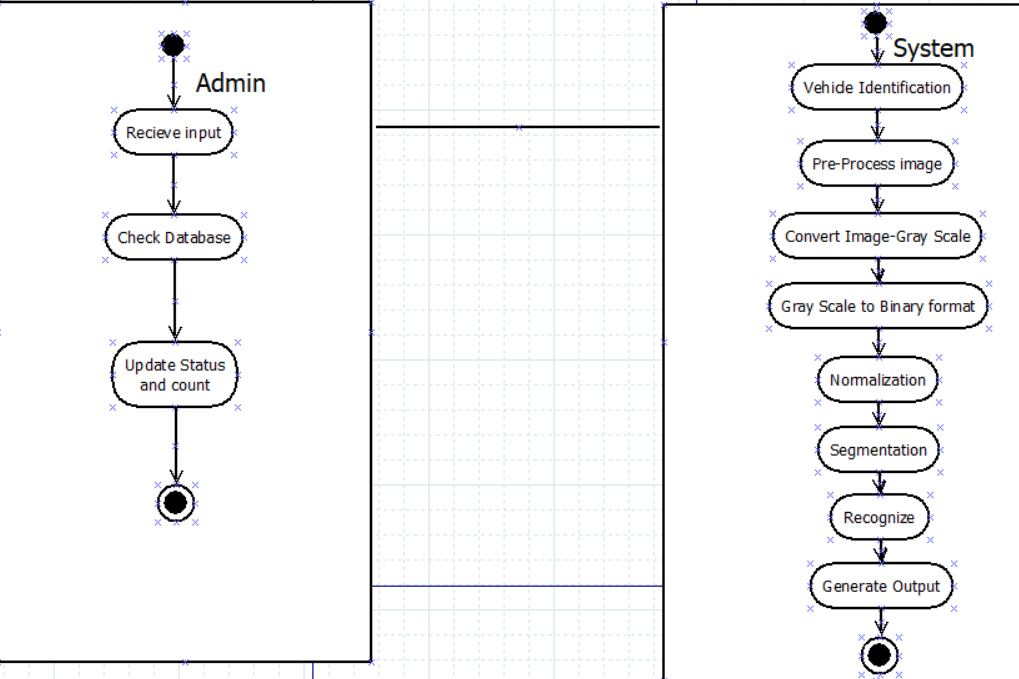 Admin
Recieve input
Check Database
Update Status
and count
System
Vehide Identification
Pre-Process image
Convert Image-Gray Scale
Gray Scale to Binary format
Normalization
Segmentation
Recognize
Generate Output